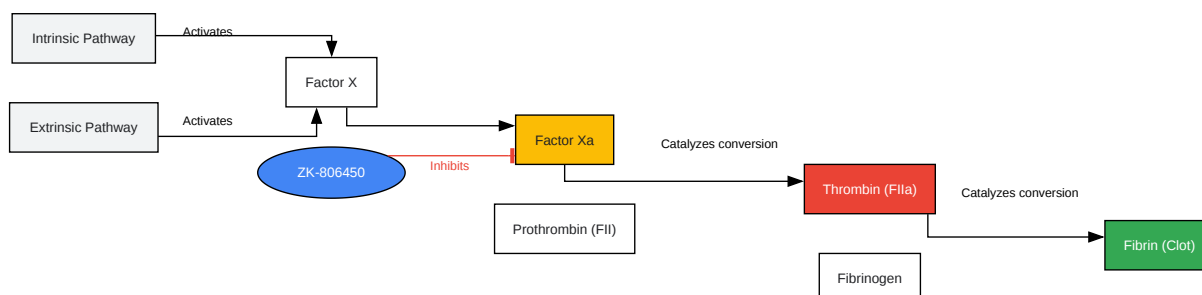 Intrinsic Pathway
Activates
Factor X
Extrinsic Pathway
Activates
Factor Xa
Catalyzes conversion
ZK-806450
Inhibits
Thrombin (FIIa)
Catalyzes conversion
Prothrombin (FII)
Fibrin (Clot)
Fibrinogen